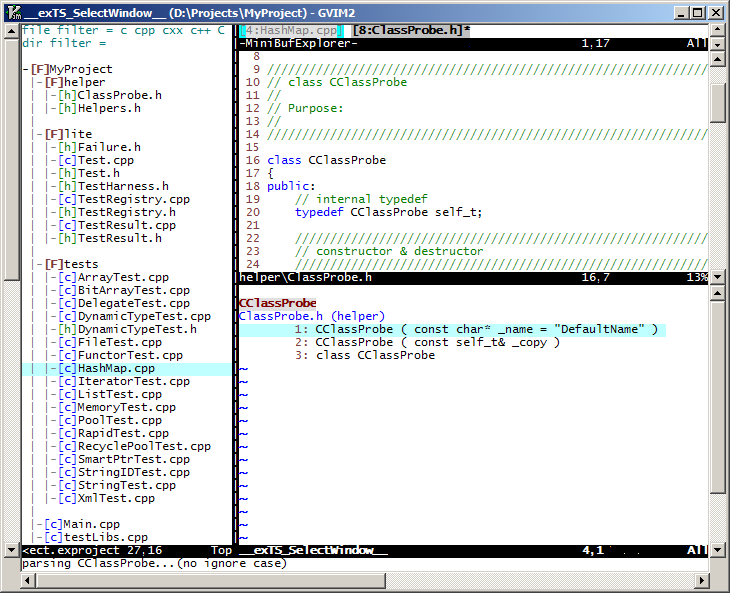 __exTS_SelectWindow__ (D:\Projects\MyProject) - GVIM2
file filter = c cpp cxx c++ C
dir filter =
-[F]MyProject
| |-[F]helper
| | |-[h]ClassProbe.h
| | |-[h]Helpers.h
|-[F]lite
| |-[h]Failure.h
| |-[c]Test.cpp
| |-[h]Test.h
| |-[h]TestHarness.h
| |-[c]TestRegistry.cpp
| |-[h]TestRegistry.h
| |-[c]TestResult.cpp
| |-[h]TestResult.h
|-[F]tests
| |-[c]ArrayTest.cpp
| |-[c]BitArrayTest.cpp
| |-[c]DelegateTest.cpp
| |-[c]DynamicTypeTest.cpp
| |-[h]DynamicTypeTest.h
| |-[c]FileTest.cpp
| |-[c]FunctorTest.cpp
| |-[c]HashMap.cpp
| |-[c]IteratorTest.cpp
| |-[c]ListTest.cpp
| |-[c]MemoryTest.cpp
| |-[c]PoolTest.cpp
| |-[c]RapidTest.cpp
| |-[c]RecyclePoolTest.cpp
| |-[c]SmartPtrTest.cpp
| |-[c]StringIDTest.cpp
| |-[c]StringTest.cpp
| |-[c]XmlTest.cpp
|-[c]Main.cpp
|-[c]testLibs.cpp
<ect.exproject 27,16 Top
[4:HashMap.cpp] [8:ClassProbe.h]*
-MiniBufExplorer- 1,17 All
8
9 ///////////////////////////////////////////////////////////////
10 // class CClassProbe
11 //
12 // Purpose:
13 //
14 ///////////////////////////////////////////////////////////////
15
16 class CClassProbe
17 {
18 public:
19 // internal typedef
20 typedef CClassProbe self_t;
21
22 ///////////////////////////////////////////////////////////
23 // constructor & destructor
24 ///////////////////////////////////////////////////////////
helper\ClassProbe.h 16,7 13%
CClassProbe
ClassProbe.h (helper)
1: CClassProbe ( const char* _name = "DefaultName" )
2: CClassProbe ( const self_t& _copy )
3: class CClassProbe
~
~
~
~
~
~
~
~
~
~
~
~
~
~
__exTS_SelectWindow__ 4,1 All
parsing CClassProbe...(no ignore case)